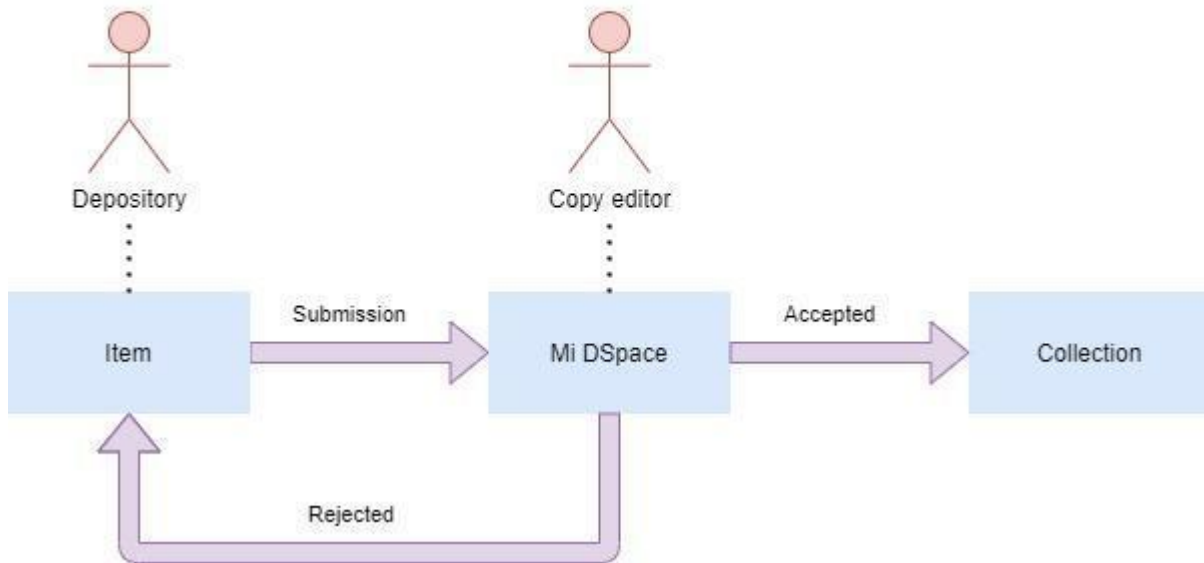 Depository
Copy editor
Submission
Accepted
Item
Mi DSpace
Collection
Rejected